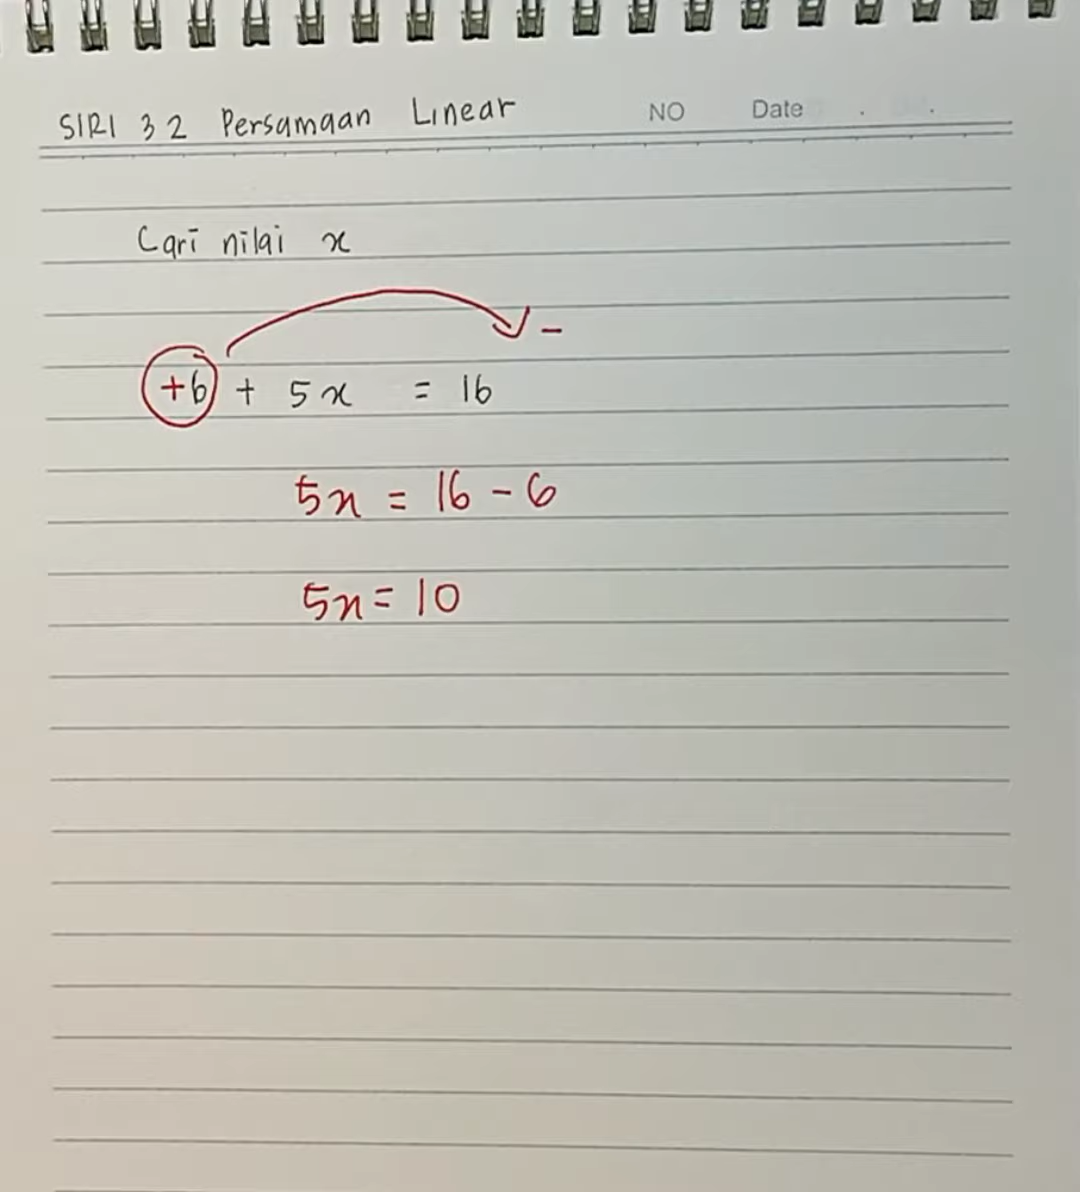 SIRI 32 Persamaan Linear NO Date
Cari nilai x
-
+6 + 5x = 16
5x = 16 - 6
5x = 10